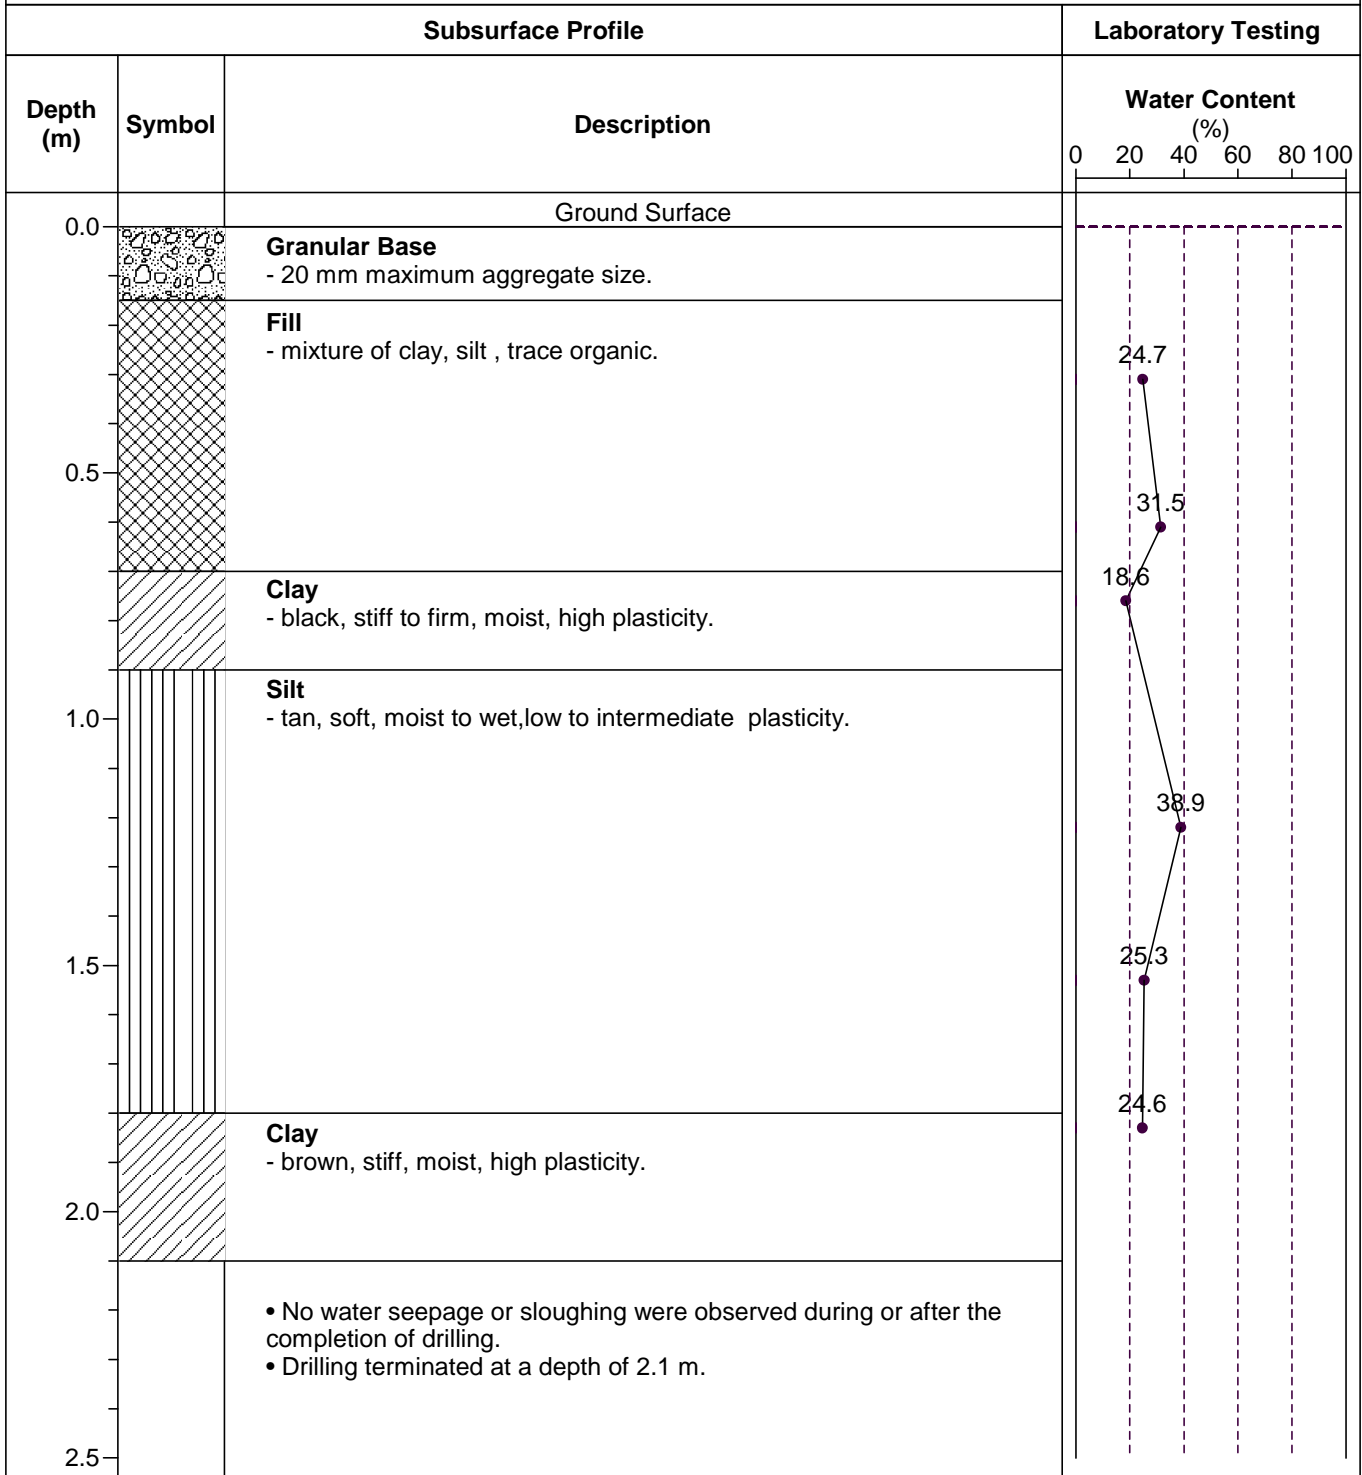 Subsurface Profile
Laboratory Testing
Depth
(m)
Symbol
Description
Water Content
(%)
0 20 40 60 80 100
Ground Surface
0.0
Granular Base
- 20 mm maximum aggregate size.
Fill
- mixture of clay, silt , trace organic.
24.7
0.5
31.5
18.6
Clay
- black, stiff to firm, moist, high plasticity.
Silt
- tan, soft, moist to wet,low to intermediate  plasticity.
1.0
38.9
25.3
1.5
24.6
Clay
- brown, stiff, moist, high plasticity.
2.0
• No water seepage or sloughing were observed during or after the
completion of drilling.
• Drilling terminated at a depth of 2.1 m.
2.5